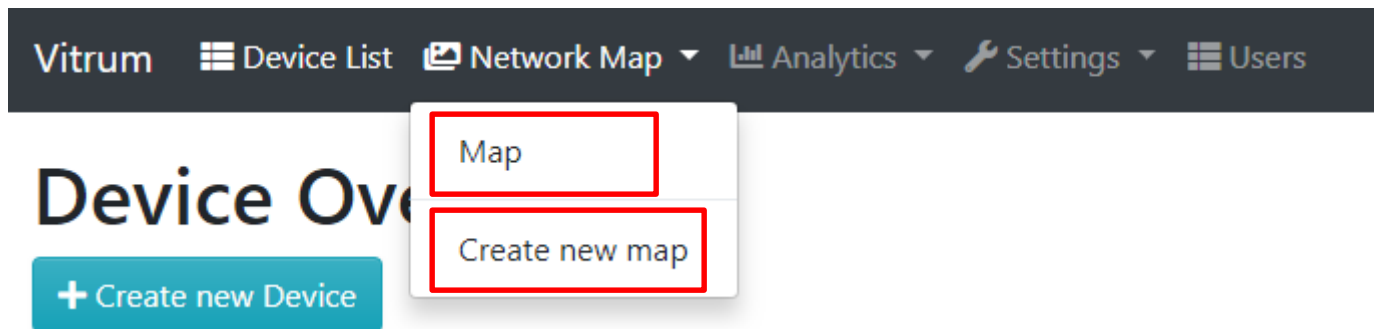 Vitrum Device List Network Map Analytics Settings Users
Map
Device Ove
Create new map
Create new Device